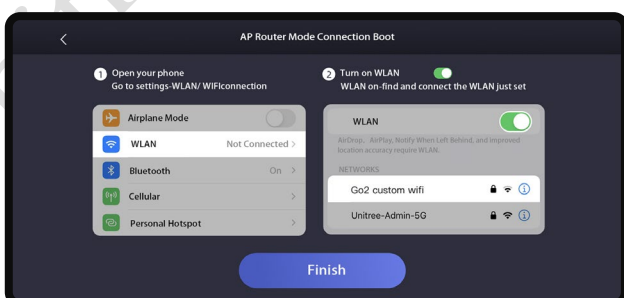 AP Router Mode Connection Boot
1 Open your phone
Go to settings-WLAN/ WIFIconnection
Airplane Mode
WLAN Not Connected >
Bluetooth On >
Cellular >
Personal Hotspot >
2 Turn on WLAN
WLAN on-find and connect the WLAN just set
WLAN
AirDrop, AirPlay, Notify When Left Behind, and improved
location accuracy require WLAN.
NETWORKS
Go2 custom wifi
Unitree-Admin-5G
Finish